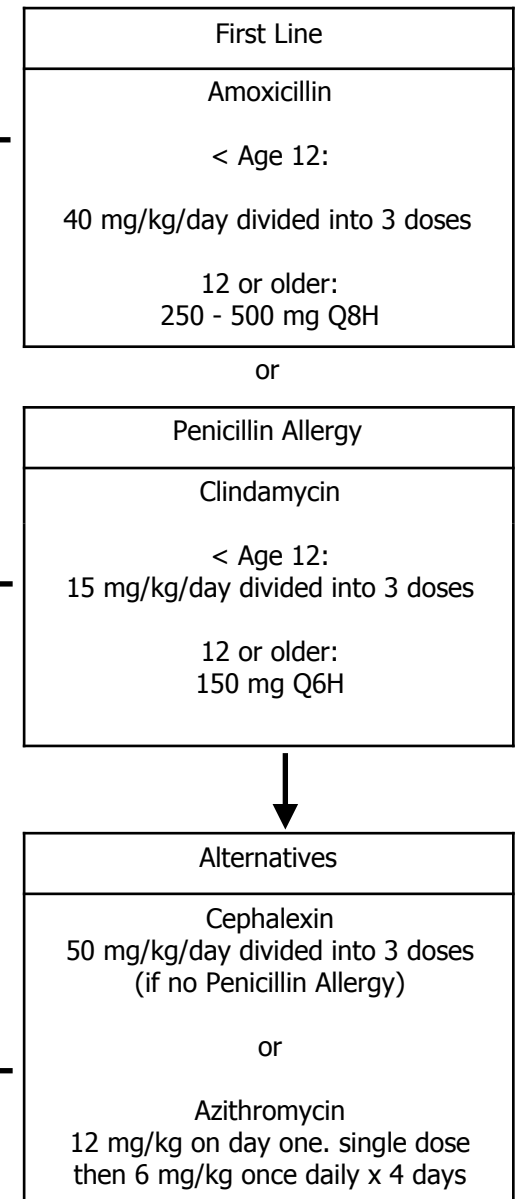 First Line
Amoxicillin
< Age 12:
40 mg/kg/day divided into 3 doses
12 or older:
250 - 500 mg Q8H
or
Penicillin Allergy
Clindamycin
< Age 12:
15 mg/kg/day divided into 3 doses
12 or older:
150 mg Q6H
Alternatives
Cephalexin
50 mg/kg/day divided into 3 doses
(if no Penicillin Allergy)
or
Azithromycin
12 mg/kg on day one. single dose
then 6 mg/kg once daily x 4 days